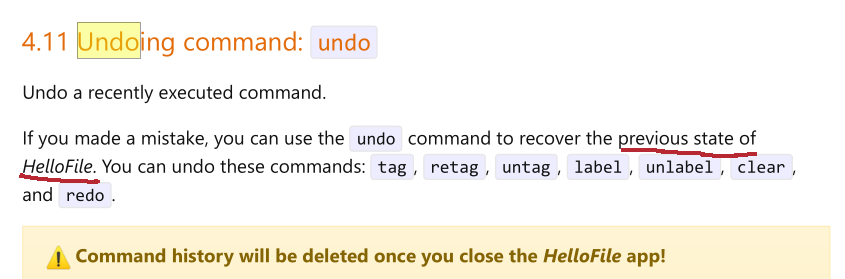 4.11 Undoing command: undo
Undo a recently executed command.
If you made a mistake, you can use the undo command to recover the previous state of
HelloFile. You can undo these commands: tag, retag, untag, label, unlabel, clear,
and redo.
⚠️ Command history will be deleted once you close the HelloFile app!